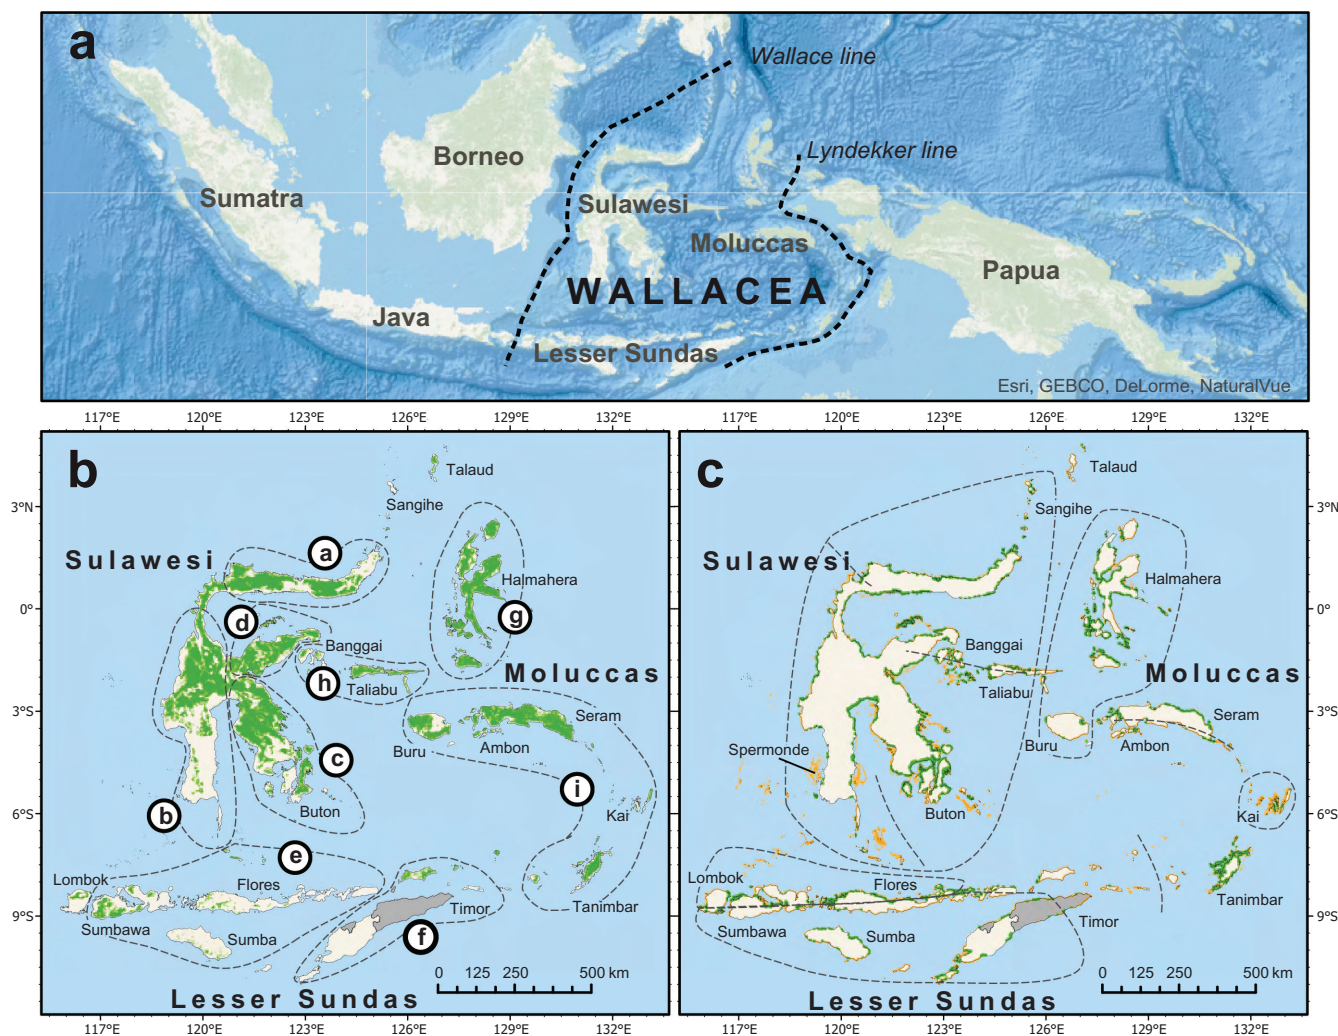 a
Wallace line
Lyndekker line
Borneo
Sumatra
Sulawesi
Moluccas
Papua
WALLACEA
Java
Lesser Sundas
Esri, GEBCO, DeLorme, NaturalVue
117°E 120°E 123°E 126°E 129°E 132°E 117°E 120°E 123°E 126°E 129°E 132°E
b
Talaud
Sangihe
3°N
Sulawesi
a
Halmahera
0°
d
g
Banggai
Moluccas
h
Taliabu
3°S
Seram
Buru
Ambon
c
i
b
6°S
Buton
Kai
e
Lombok
Flores
9°S
Sumbawa
Sumba
Timor
Tanimbar
f
0 125 250 500 km
Lesser Sundas
117°E 120°E 123°E 126°E 129°E 132°E
c
Talaud
Sangihe
3°N
Sulawesi
Halmahera
0°
Banggai
Moluccas
Taliabu
3°S
Seram
Buru
Ambon
Spermonde
6°S
Buton
Kai
Lombok
Flores
9°S
Sumbawa
Sumba
Timor
Tanimbar
0 125 250 500 km
Lesser Sundas
117°E 120°E 123°E 126°E 129°E 132°E